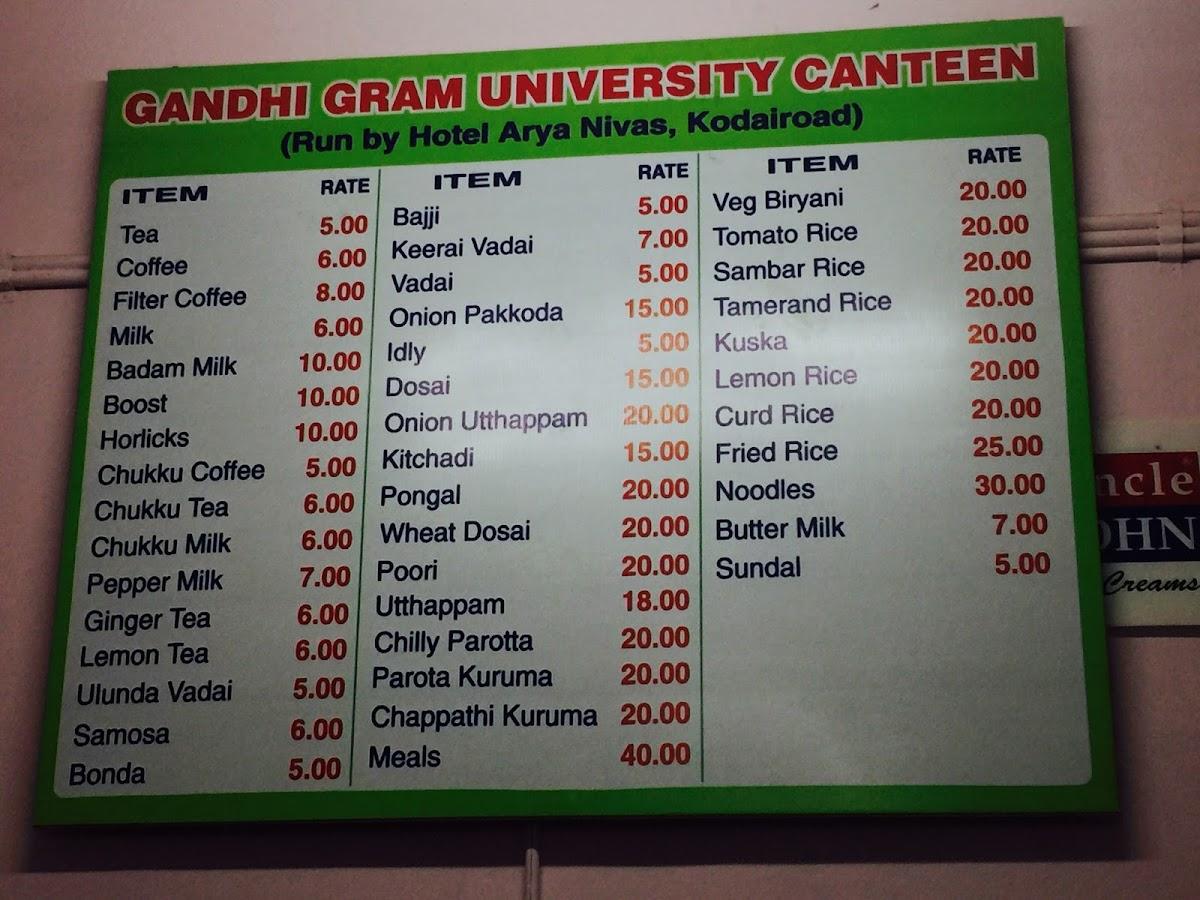 GANDHI GRAM UNIVERSITY CANTEEN
(Run by Hotel Arya Nivas, Kodairoad)
ITEM RATE
Tea 5.00
Coffee 6.00
Filter Coffee 8.00
Milk 6.00
Badam Milk 10.00
Boost 10.00
Horlicks 10.00
Chukku Coffee 5.00
Chukku Tea 6.00
Chukku Milk 6.00
Pepper Milk 7.00
Ginger Tea 6.00
Lemon Tea 6.00
Ulunda Vadai 5.00
Samosa 6.00
Bonda 5.00
ITEM RATE
Bajji 5.00
Keerai Vadai 7.00
Vadai 5.00
Onion Pakkoda 15.00
Idly 5.00
Dosai 15.00
Onion Utthappam 20.00
Kitchadi 15.00
Pongal 20.00
Wheat Dosai 20.00
Poori 20.00
Utthappam 18.00
Chilly Parotta 20.00
Parota Kuruma 20.00
Chappathi Kuruma 20.00
Meals 40.00
ITEM RATE
Veg Biryani 20.00
Tomato Rice 20.00
Sambar Rice 20.00
Tamerand Rice 20.00
Kuska 20.00
Lemon Rice 20.00
Curd Rice 20.00
Fried Rice 25.00
Noodles 30.00
Butter Milk 7.00
Sundal 5.00
ncle
OHN
Creams